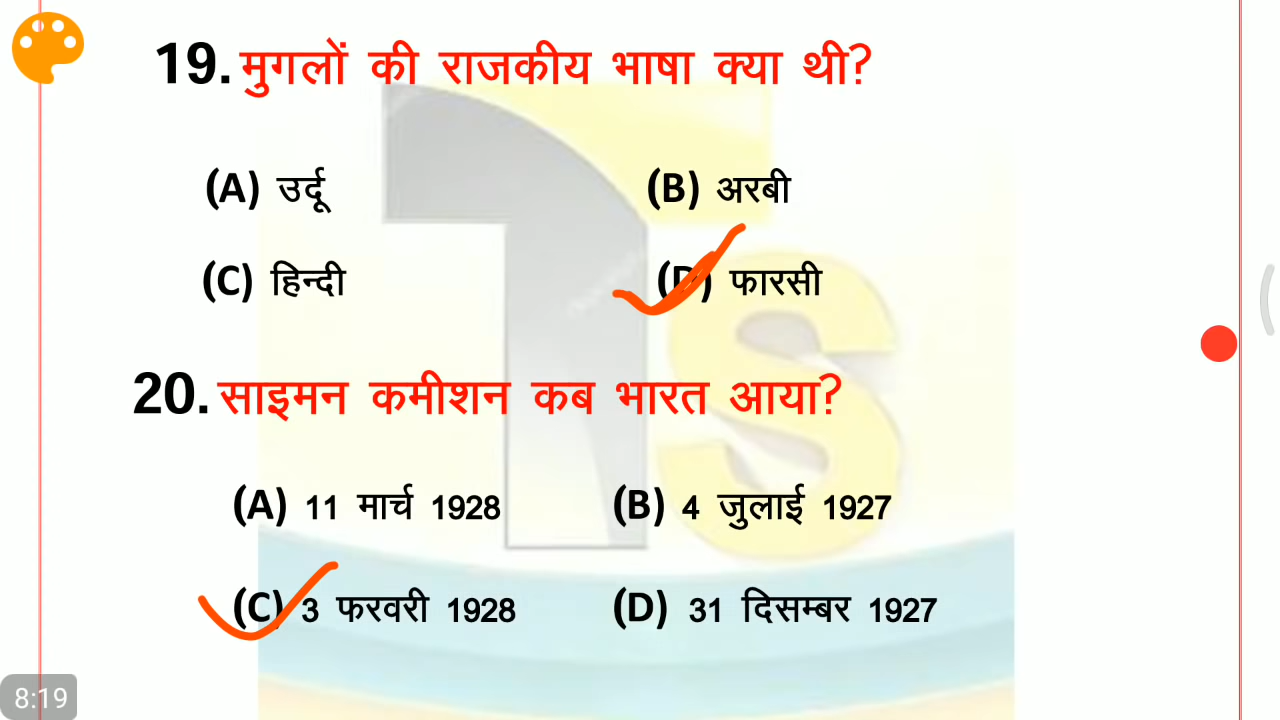 19. मुगलों की राजकीय भाषा क्या थी?
(A) उर्दू (B) अरबी
(C) हिन्दी (D) फारसी
20. साइमन कमीशन कब भारत आया?
(A) 11 मार्च 1928 (B) 4 जुलाई 1927
(C) 3 फरवरी 1928 (D) 31 दिसम्बर 1927
8:19